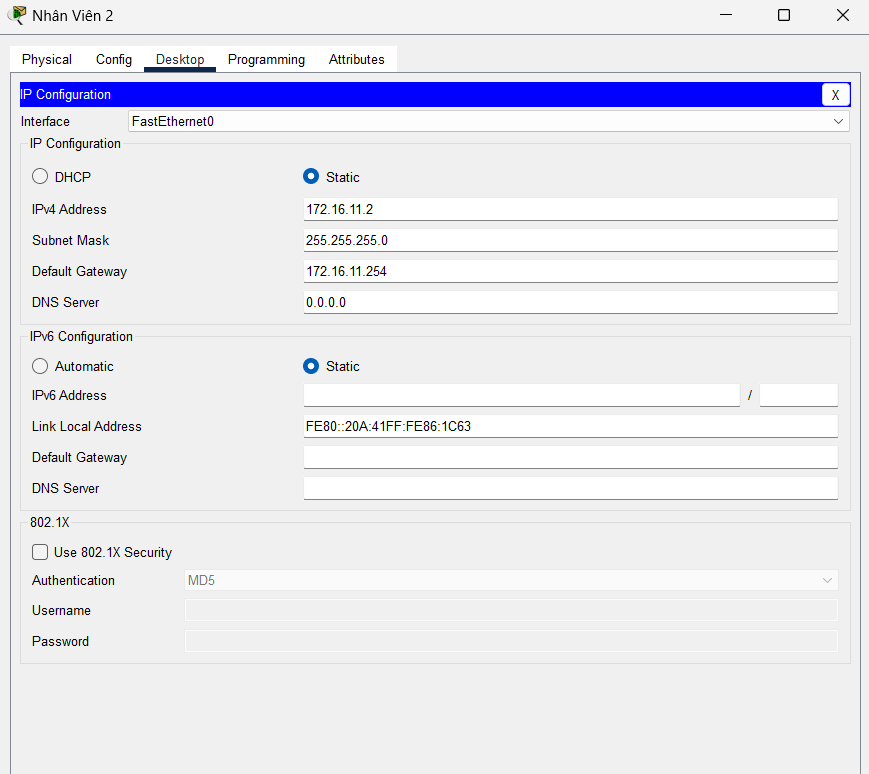 Nhân Viên 2
Physical Config Desktop Programming Attributes
IP Configuration X
Interface FastEthernet0
IP Configuration
DHCP Static
IPv4 Address 172.16.11.2
Subnet Mask 255.255.255.0
Default Gateway 172.16.11.254
DNS Server 0.0.0.0
IPv6 Configuration
Automatic Static
IPv6 Address /
Link Local Address FE80::20A:41FF:FE86:1C63
Default Gateway
DNS Server
802.1X
Use 802.1X Security
Authentication MD5
Username
Password